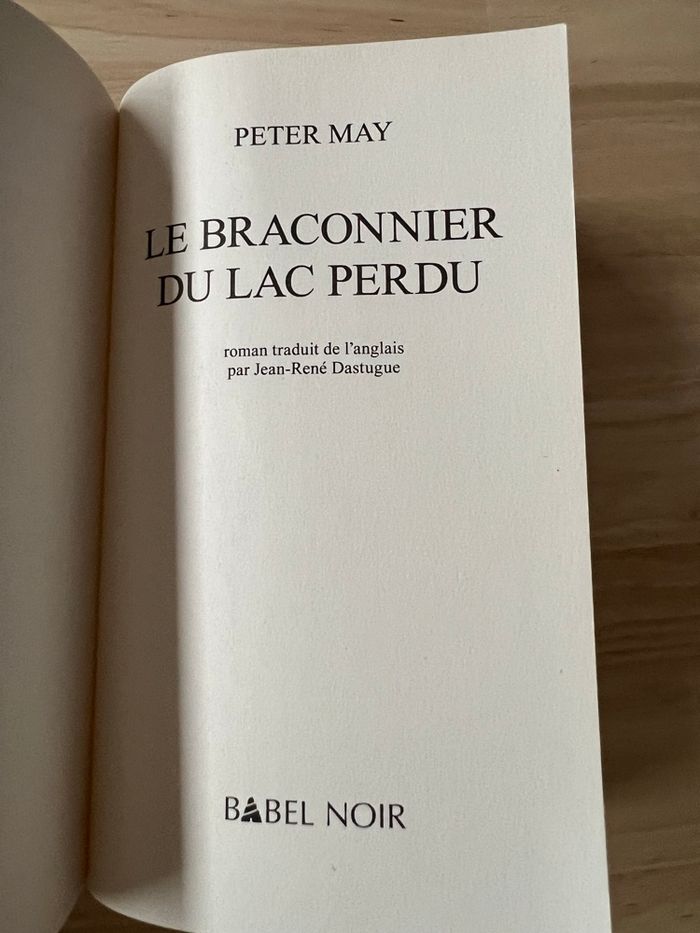 PETER MAY
LE BRACONNIER
DU LAC PERDU
roman traduit de l'anglais
par Jean-René Dastugue
BABEL NOIR